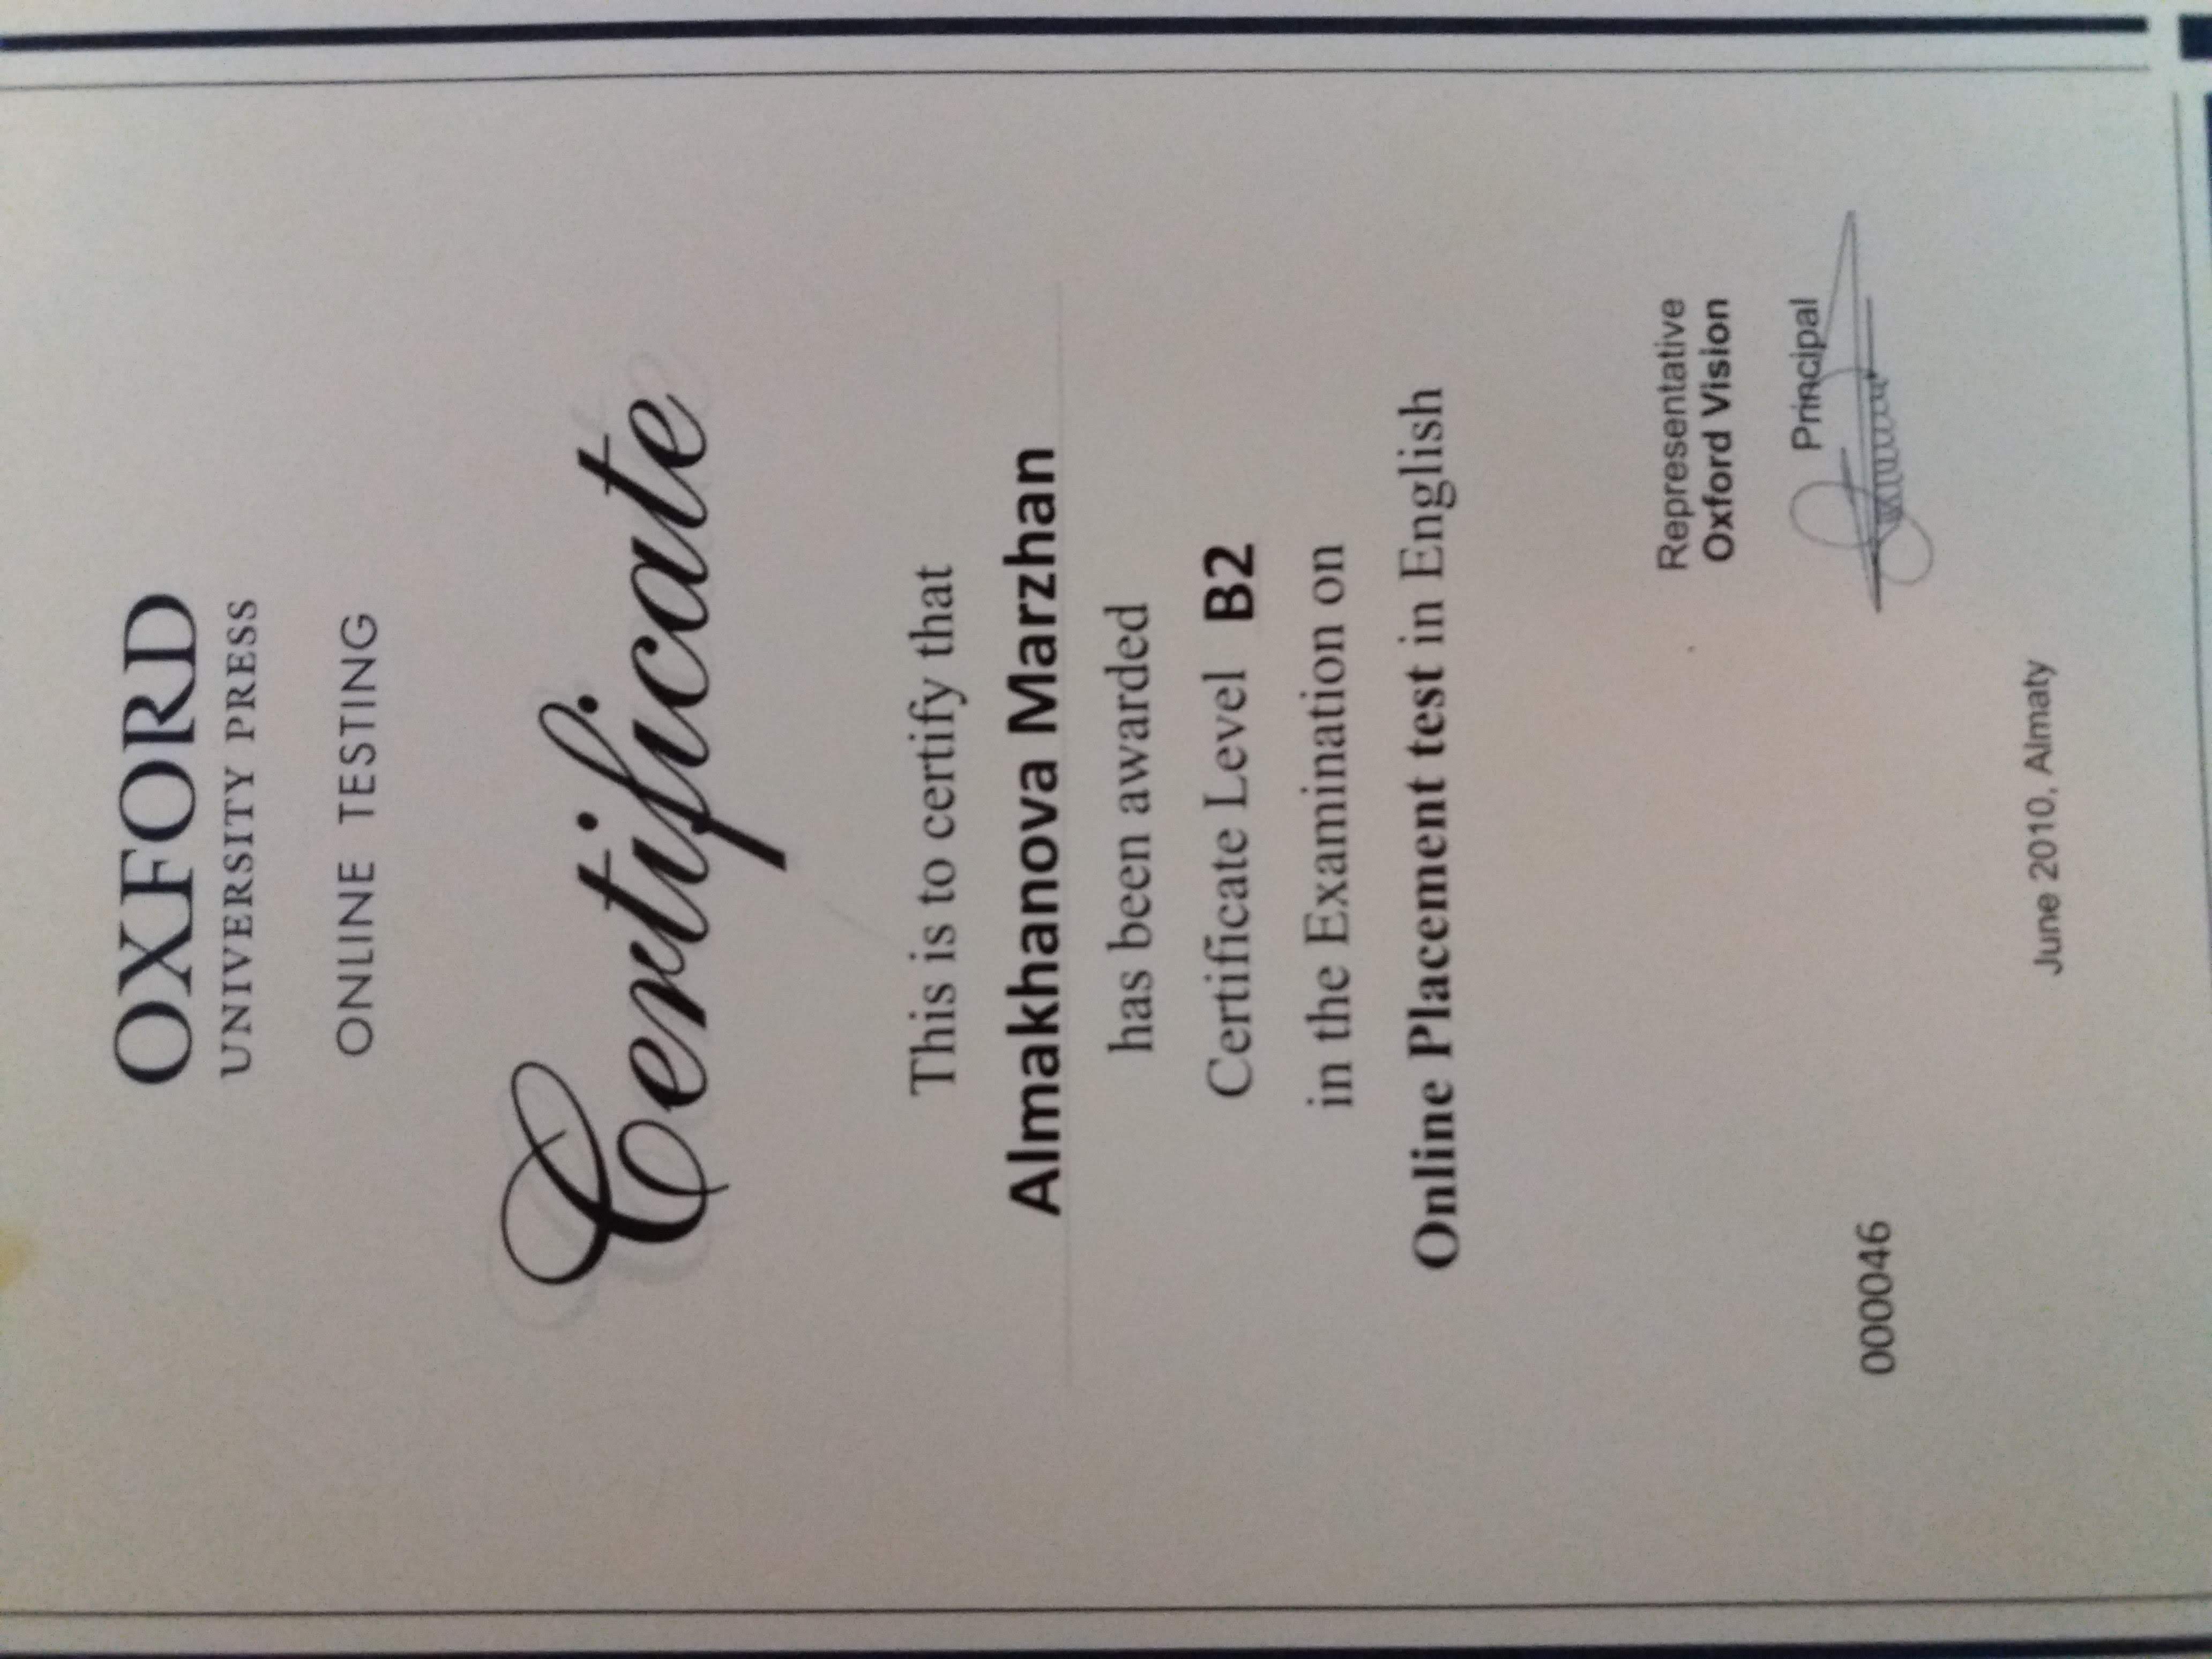 OXFORD
UNIVERSITY PRESS
ONLINE TESTING
Certificate
This is to certify that
Almakhanova Marzhan
has been awarded
Certificate Level B2
in the Examination on
Online Placement test in English
Representative
Oxford Vision
Principal
000046
June 2010, Almaty